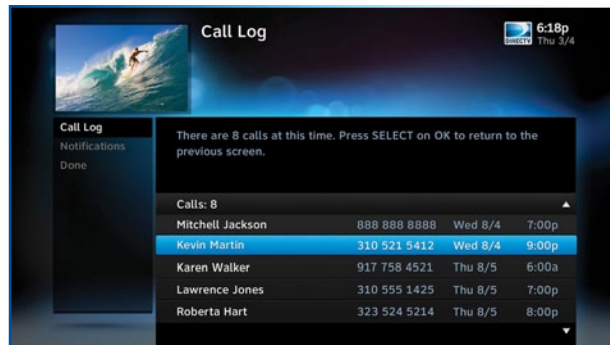 Call Log
DIRECTV
6:18p
Thu 3/4
Call Log
Notifications
Done
There are 8 calls at this time. Press SELECT on OK to return to the
previous screen.
Calls: 8
Mitchell Jackson 888 888 8888 Wed 8/4 7:00p
Kevin Martin 310 521 5412 Wed 8/4 9:00p
Karen Walker 917 758 4521 Thu 8/5 6:00a
Lawrence Jones 310 555 1425 Thu 8/5 7:00p
Roberta Hart 323 524 5214 Thu 8/5 8:00p